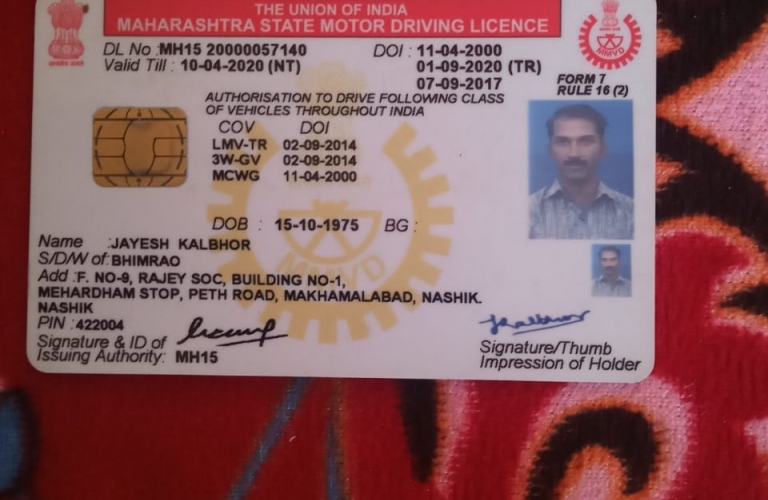 THE UNION OF INDIA
MAHARASHTRA STATE MOTOR DRIVING LICENCE
DL No :MH15 20000057140 DOI : 11-04-2000
Valid Till : 10-04-2020 (NT) 01-09-2020 (TR)
07-09-2017
FORM 7
RULE 16 (2)
AUTHORISATION TO DRIVE FOLLOWING CLASS
OF VEHICLES THROUGHOUT INDIA
COV DOI
LMV-TR 02-09-2014
3W-GV 02-09-2014
MCWG 11-04-2000
DOB : 15-10-1975 BG :
Name :JAYESH KALBHOR
S/D/W of :BHIMRAO
Add :F. NO-9, RAJEY SOC, BUILDING NO-1,
MEHARDHAM STOP, PETH ROAD, MAKHAMALABAD, NASHIK.
NASHIK
PIN :422004
Signature & ID of
Issuing Authority: MH15
Signature/Thumb
Impression of Holder
MMVD
MMVD